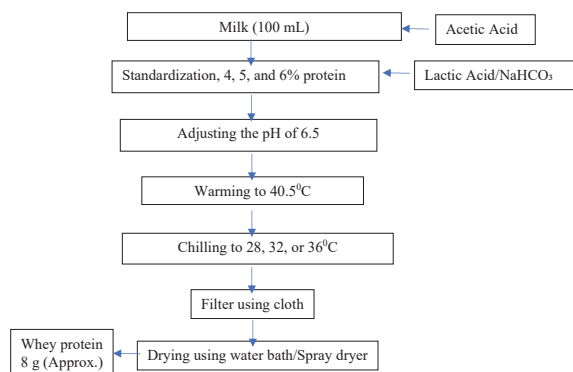 Milk (100 mL)
Acetic Acid
Standardization, 4, 5, and 6% protein
Lactic Acid/NaHCO₃
Adjusting the pH of 6.5
Warming to 40.5⁰C
Chilling to 28, 32, or 36⁰C
Filter using cloth
Whey protein
8 g (Approx.)
Drying using water bath/Spray dryer